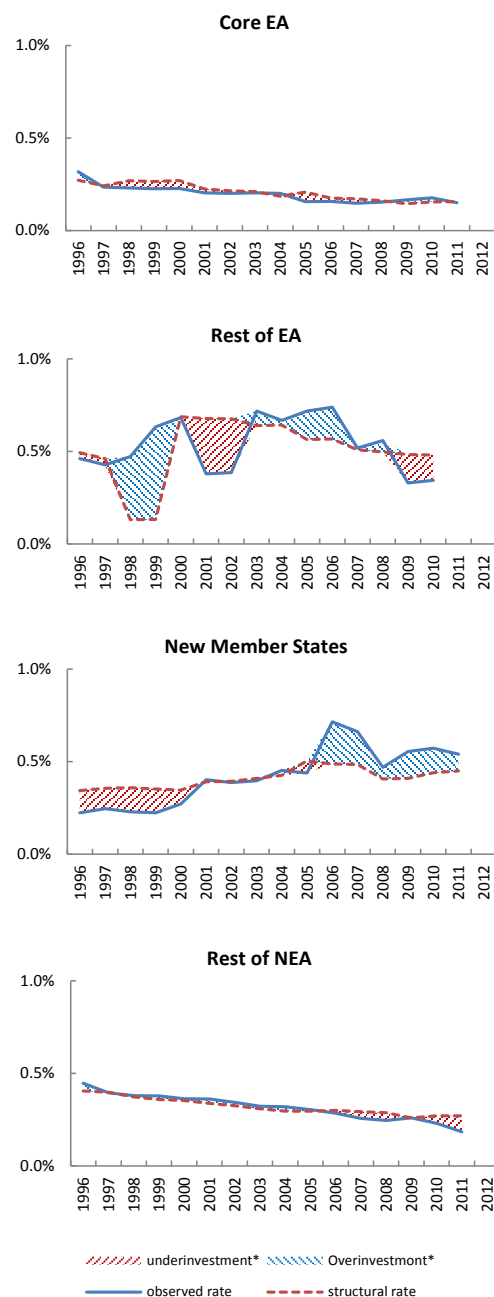 Core EA
1.0%
0.5%
0.0%
1996 1997 1998 1999 2000 2001 2002 2003 2004 2005 2006 2007 2008 2009 2010 2011 2012
Rest of EA
1.0%
0.5%
0.0%
1996 1997 1998 1999 2000 2001 2002 2003 2004 2005 2006 2007 2008 2009 2010 2011 2012
New Member States
1.0%
0.5%
0.0%
1996 1997 1998 1999 2000 2001 2002 2003 2004 2005 2006 2007 2008 2009 2010 2011 2012
Rest of NEA
1.0%
0.5%
0.0%
1996 1997 1998 1999 2000 2001 2002 2003 2004 2005 2006 2007 2008 2009 2010 2011 2012
underinvestment* Overinvestmont*
observed rate structural rate